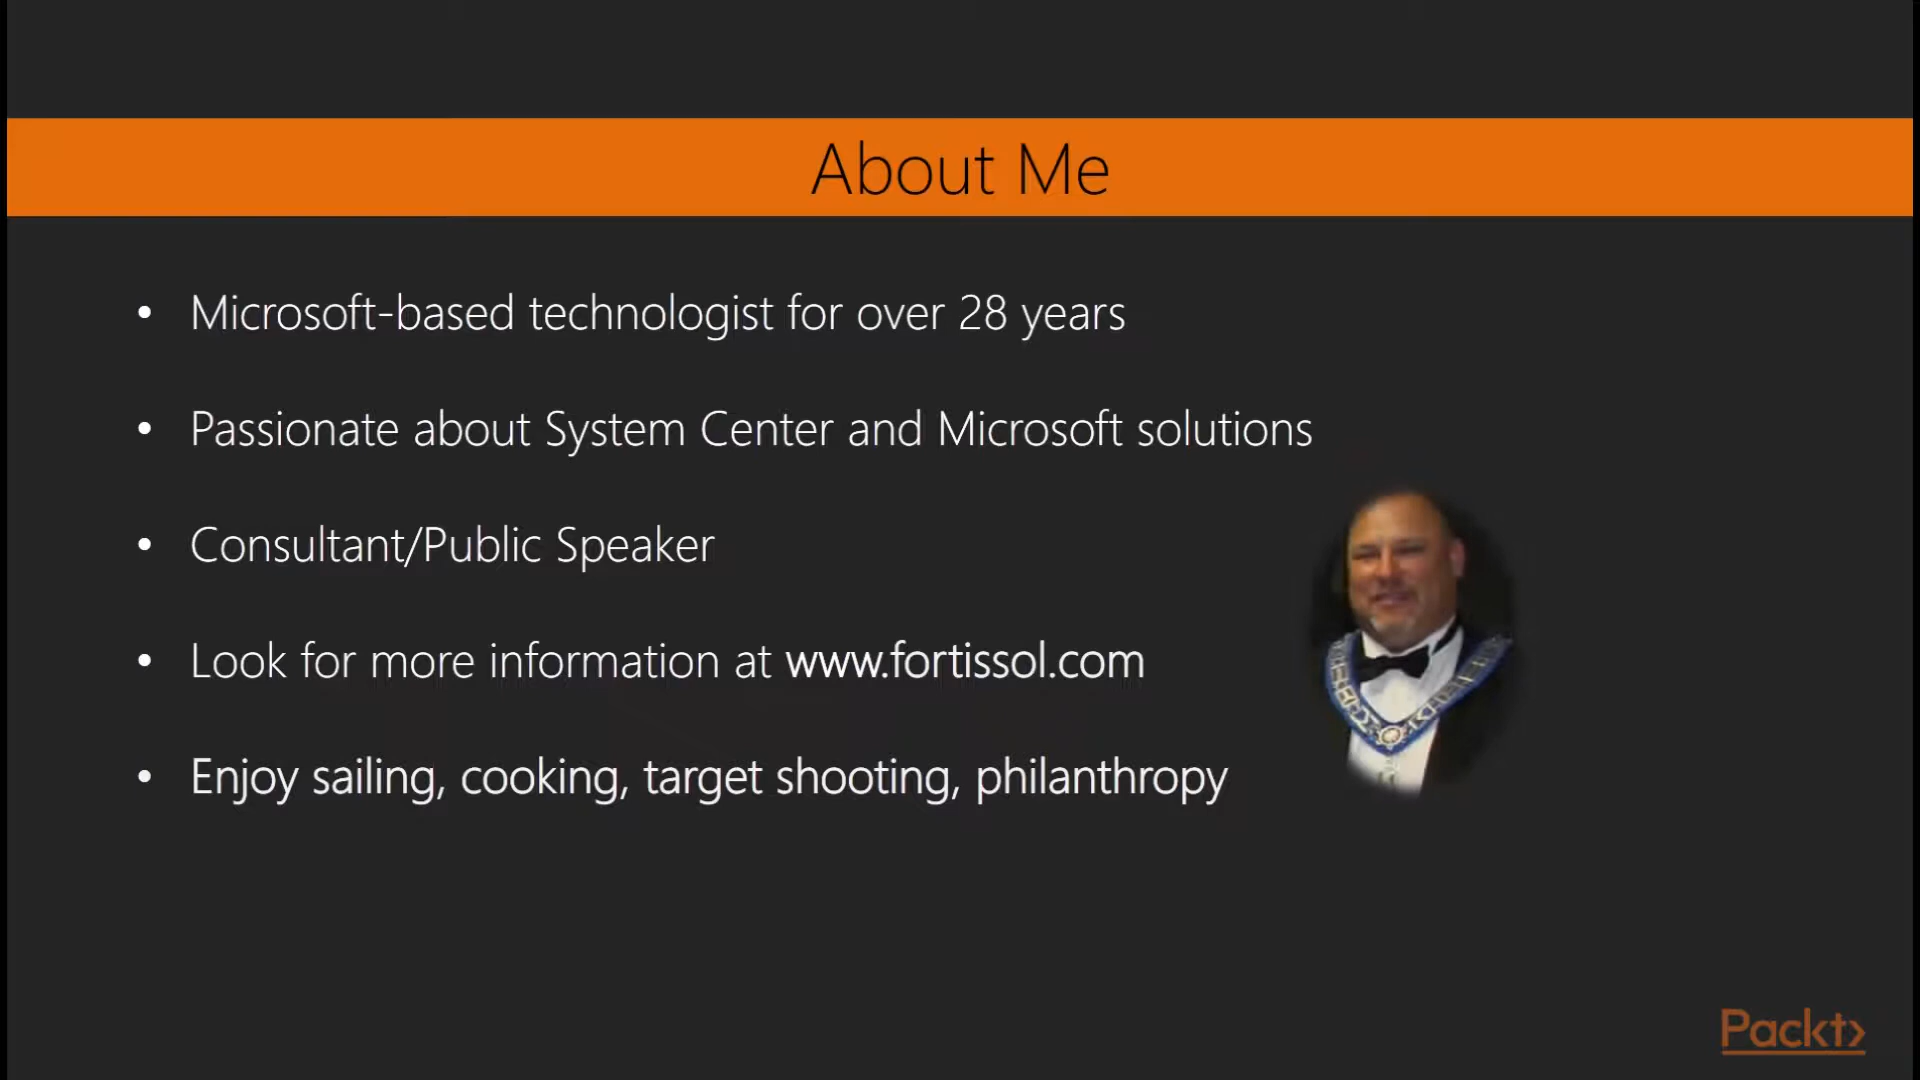 About Me
• Microsoft-based technologist for over 28 years
• Passionate about System Center and Microsoft solutions
• Consultant/Public Speaker
• Look for more information at www.fortissol.com
• Enjoy sailing, cooking, target shooting, philanthropy
Packt>